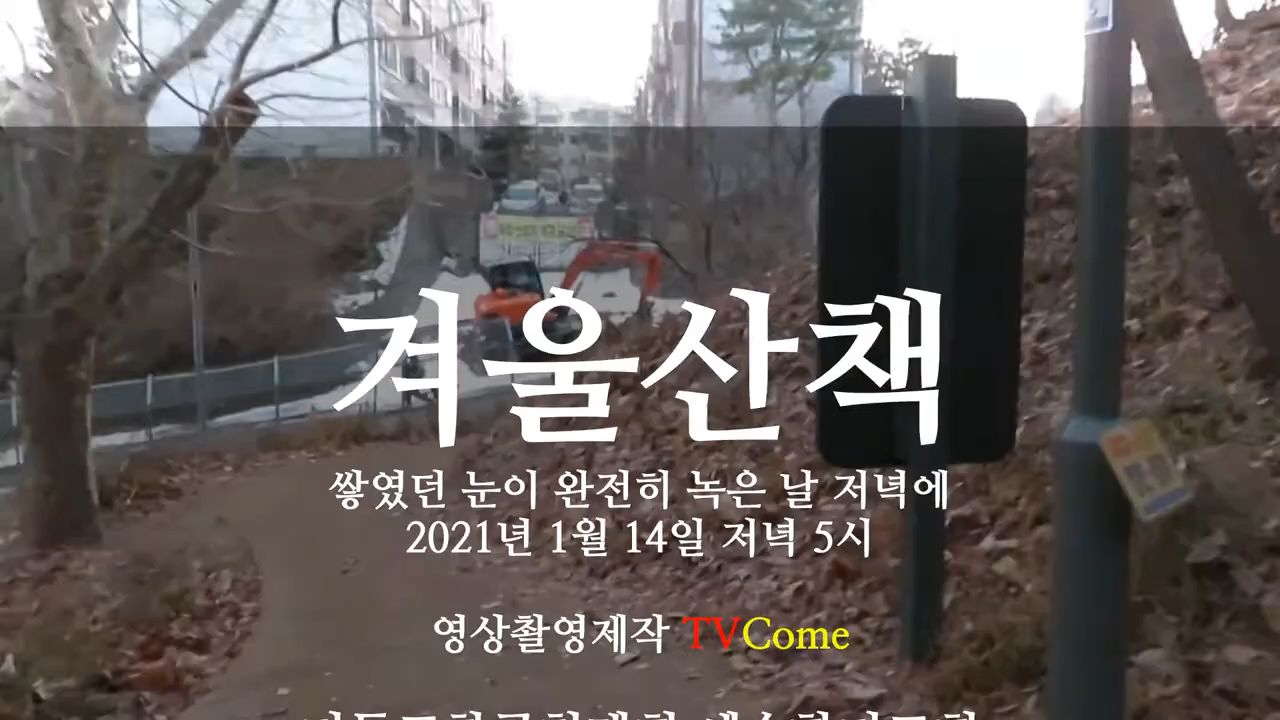 겨울산책
쌓였던 눈이 완전히 녹은 날 저녁에
2021년 1월 14일 저녁 5시
영상촬영제작 TVCome